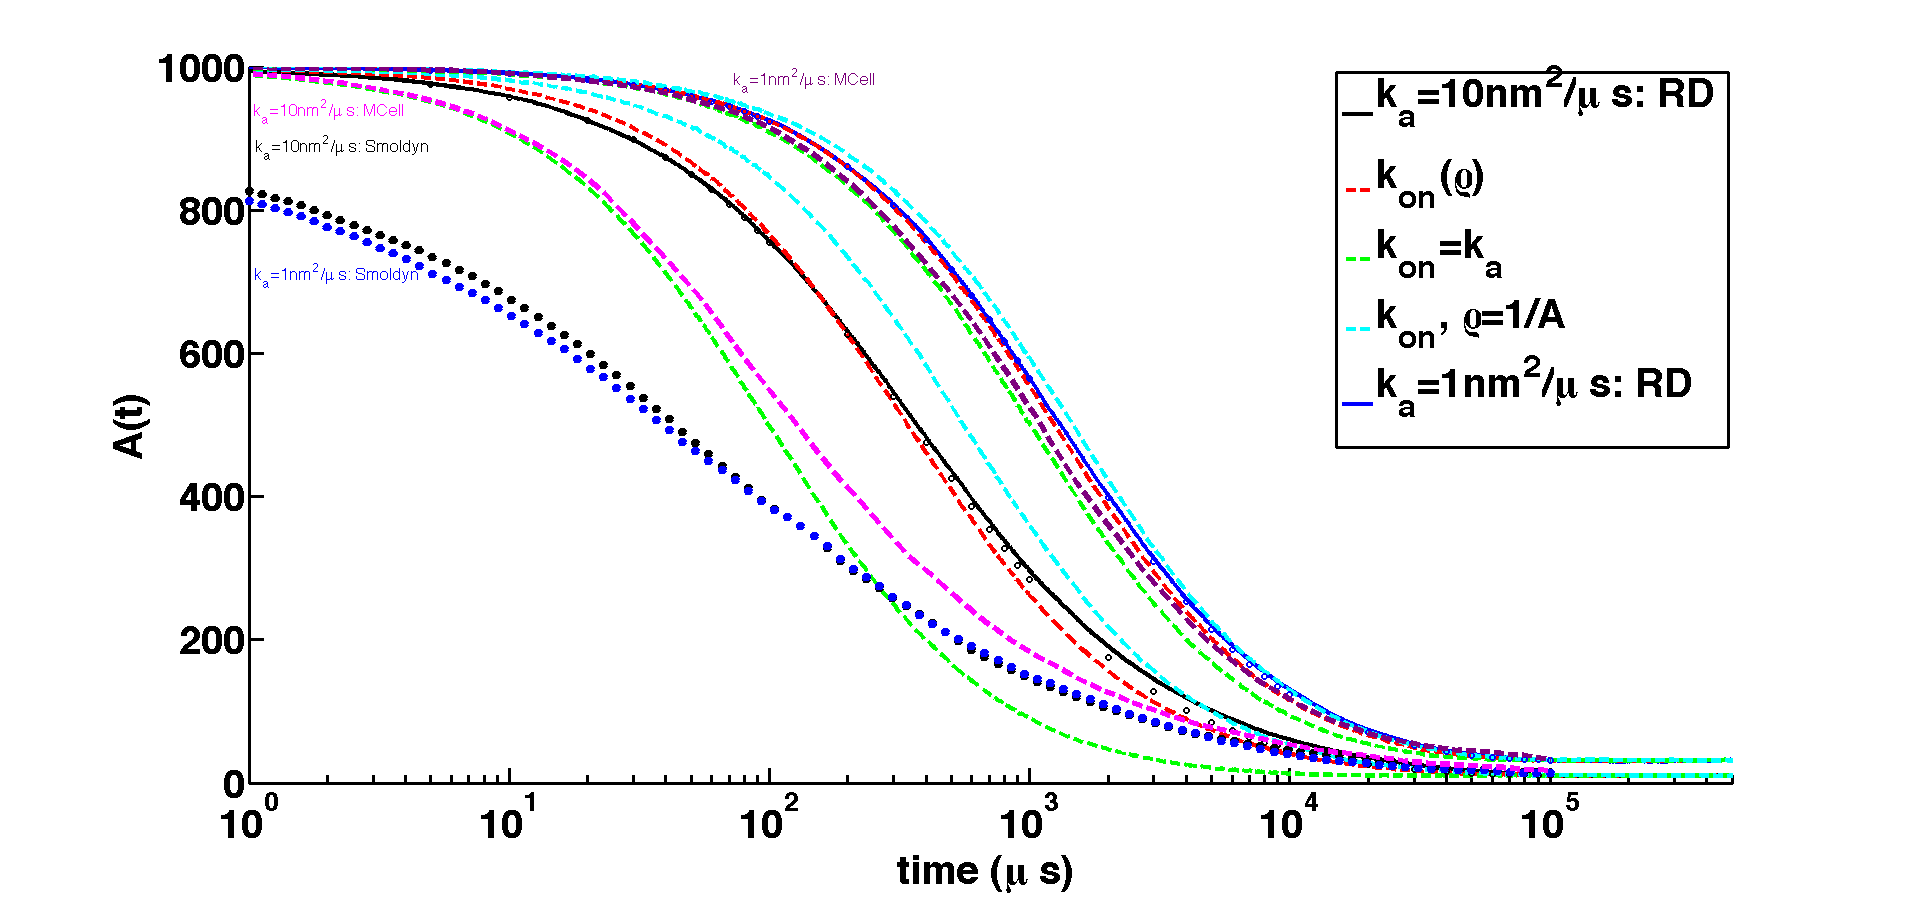 1000
800
600
400
200
0
A(t)
10^0 10^1 10^2 10^3 10^4 10^5
time (μ s)
k_a=10nm^2/μ s: MCell
k_a=10nm^2/μ s: Smoldyn
k_a=1nm^2/μ s: Smoldyn
k_a=1nm^2/μ s: MCell
k_a=10nm^2/μ s: RD
k_on(ϱ)
k_on=k_a
k_on, ϱ=1/A
k_a=1nm^2/μ s: RD